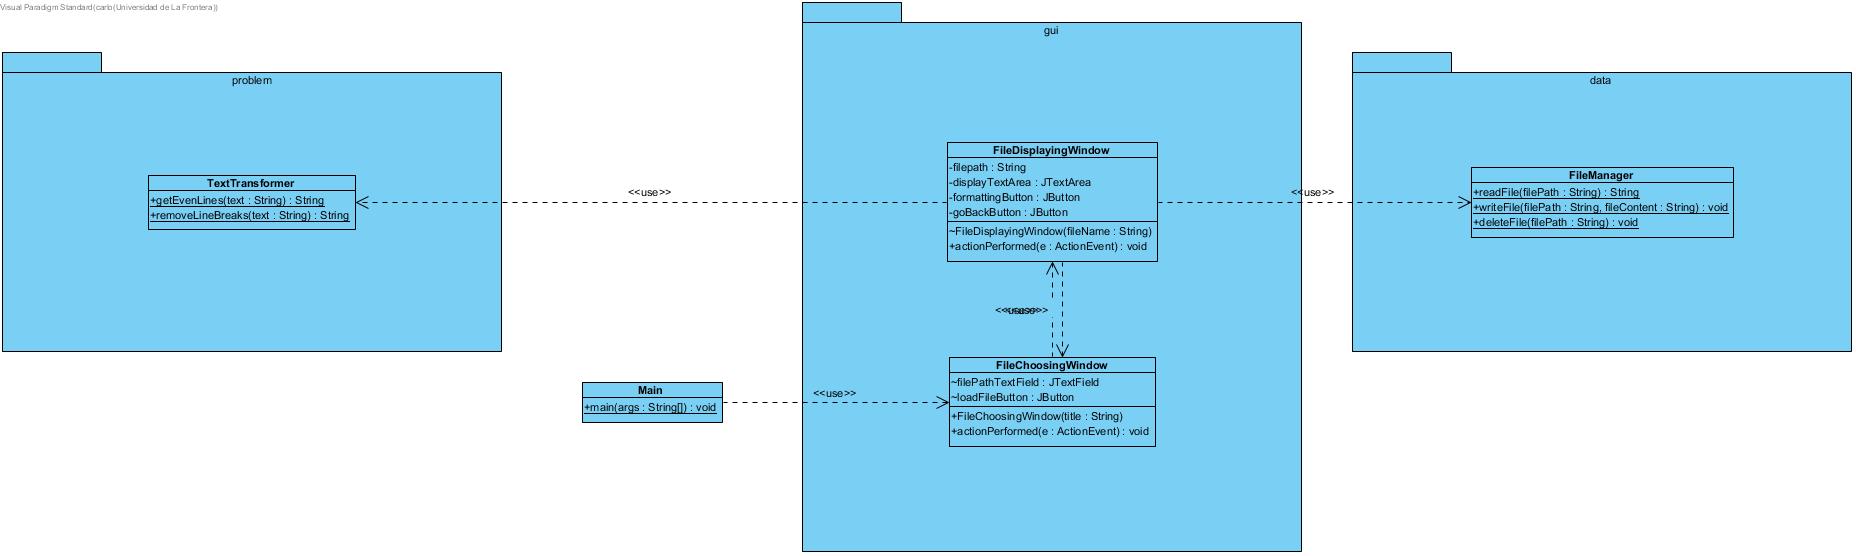 Visual Paradigm Standard(carlo(Universidad de La Frontera))
problem
TextTransformer
+getEvenLines(text : String) : String
+removeLineBreaks(text : String) : String
<<use>>
gui
FileDisplayingWindow
-filepath : String
-displayTextArea : JTextArea
-formattingButton : JButton
-goBackButton : JButton
~FileDisplayingWindow(fileName : String)
+actionPerformed(e : ActionEvent) : void
<<use>>
<<use>>
<<use>>
data
FileManager
+readFile(filePath : String) : String
+writeFile(filePath : String, fileContent : String) : void
+deleteFile(filePath : String) : void
Main
+main(args : String[]) : void
<<use>>
FileChoosingWindow
~filePathTextField : JTextField
~loadFileButton : JButton
+FileChoosingWindow(title : String)
+actionPerformed(e : ActionEvent) : void